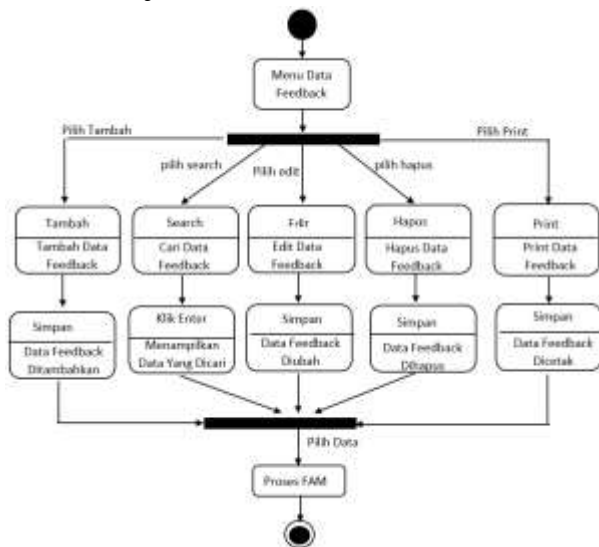 Menu Data
Feedback
Pilih Tambah
Pilih Print
pilih search
Pilih edit
pilih hapus
Tambah
Tambah Data
Feedback
Search
Cari Data
Feedback
Edit Data
Feedback
Hapus
Hapus Data
Feedback
Print
Print Data
Feedback
Simpan
Data Feedback
Ditambahkan
Klik Enter
Menampilkan
Data Yang Dicari
Simpan
Data Feedback
Diubah
Simpan
Data Feedback
Dihapus
Simpan
Data Feedback
Dicetak
Pilih Data
Proses FAM